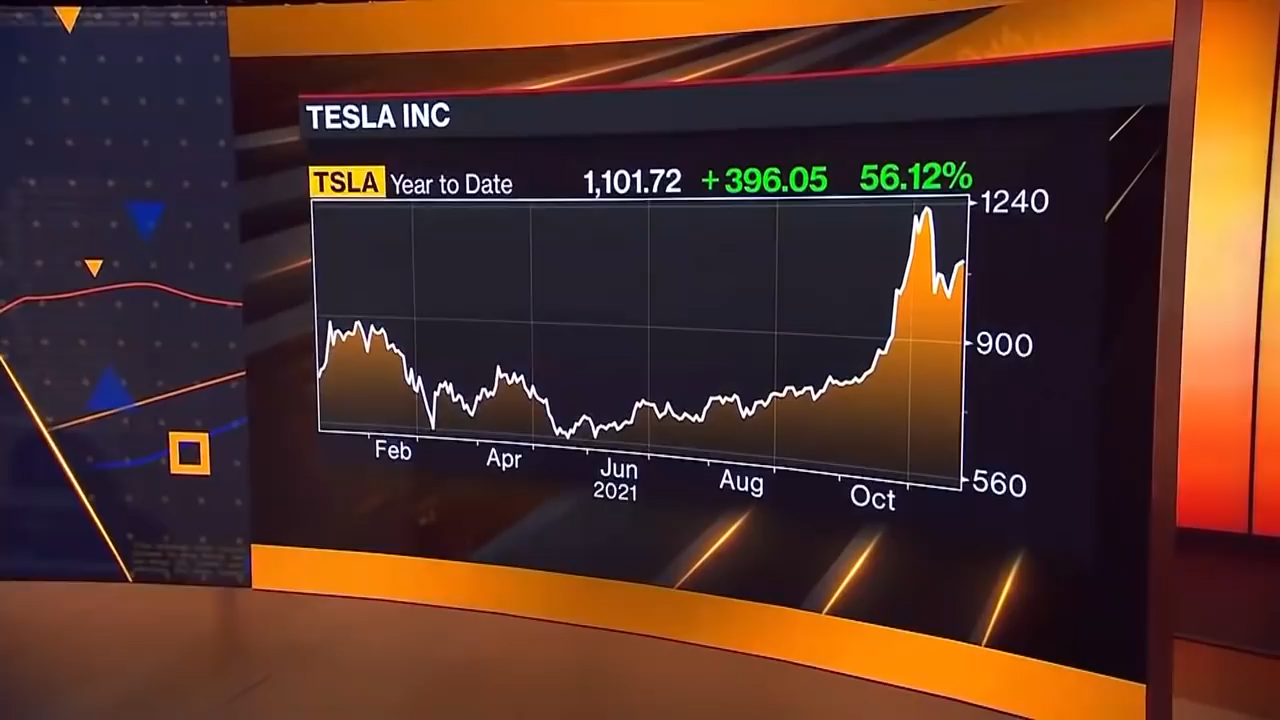 TESLA INC
TSLA Year to Date 1,101.72 +396.05 56.12%
1240
900
560
Feb Apr Jun Aug Oct
2021